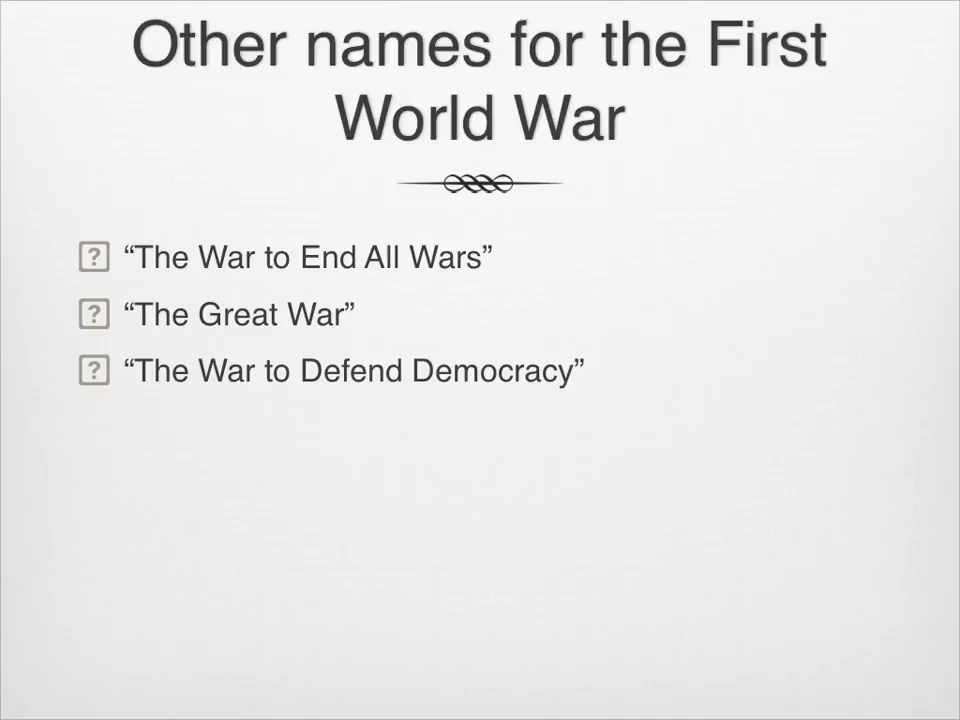 Other names for the First
World War
“The War to End All Wars”
“The Great War”
“The War to Defend Democracy”